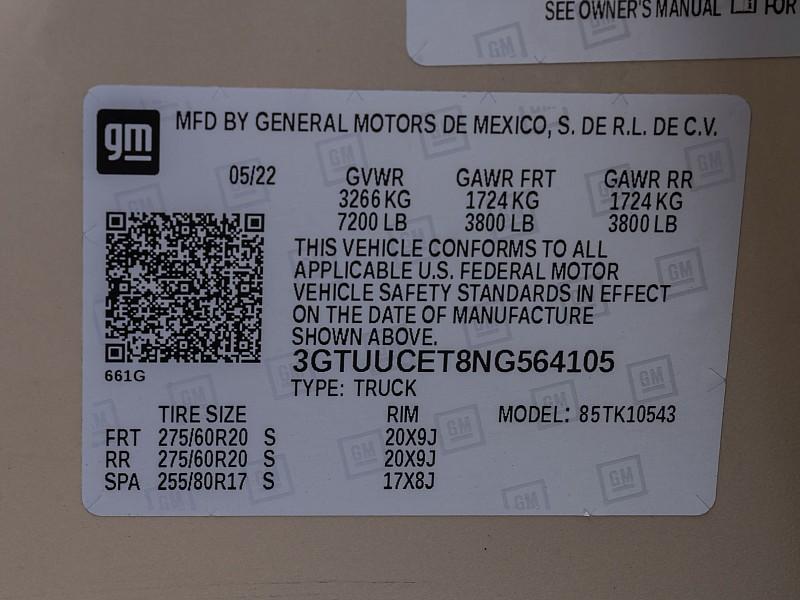 SEE OWNER'S MANUAL FOR
gm MFD BY GENERAL MOTORS DE MEXICO, S. DE R.L. DE C.V.
05/22 GVWR GAWR FRT GAWR RR
3266 KG 1724 KG 1724 KG
7200 LB 3800 LB 3800 LB
THIS VEHICLE CONFORMS TO ALL
APPLICABLE U.S. FEDERAL MOTOR
VEHICLE SAFETY STANDARDS IN EFFECT
ON THE DATE OF MANUFACTURE
SHOWN ABOVE.
3GTUUCET8NG564105
661G
TYPE: TRUCK
TIRE SIZE RIM MODEL: 85TK10543
FRT 275/60R20 S 20X9J
RR 275/60R20 S 20X9J
SPA 255/80R17 S 17X8J